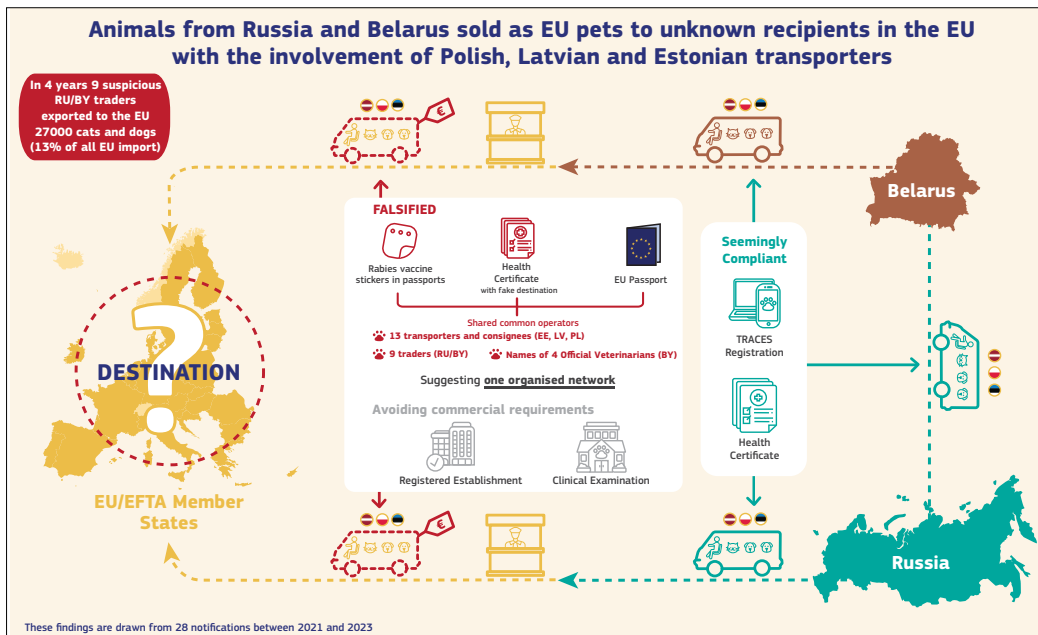 Animals from Russia and Belarus sold as EU pets to unknown recipients in the EU
with the involvement of Polish, Latvian and Estonian transporters
In 4 years 9 suspicious
RU/BY traders
exported to the EU
27000 cats and dogs
(13% of all EU import)
€
Belarus
FALSIFIED
Rabies vaccine
stickers in passports
Health
Certificate
with fake destination
EU Passport
Shared common operators
13 transporters and consignees (EE, LV, PL)
9 traders (RU/BY)
Names of 4 Official Veterinarians (BY)
Suggesting one organised network
Avoiding commercial requirements
Registered Establishment
Clinical Examination
Seemingly
Compliant
TRACES
Registration
Health
Certificate
?
DESTINATION
EU/EFTA Member
States
€
Russia
These findings are drawn from 28 notifications between 2021 and 2023